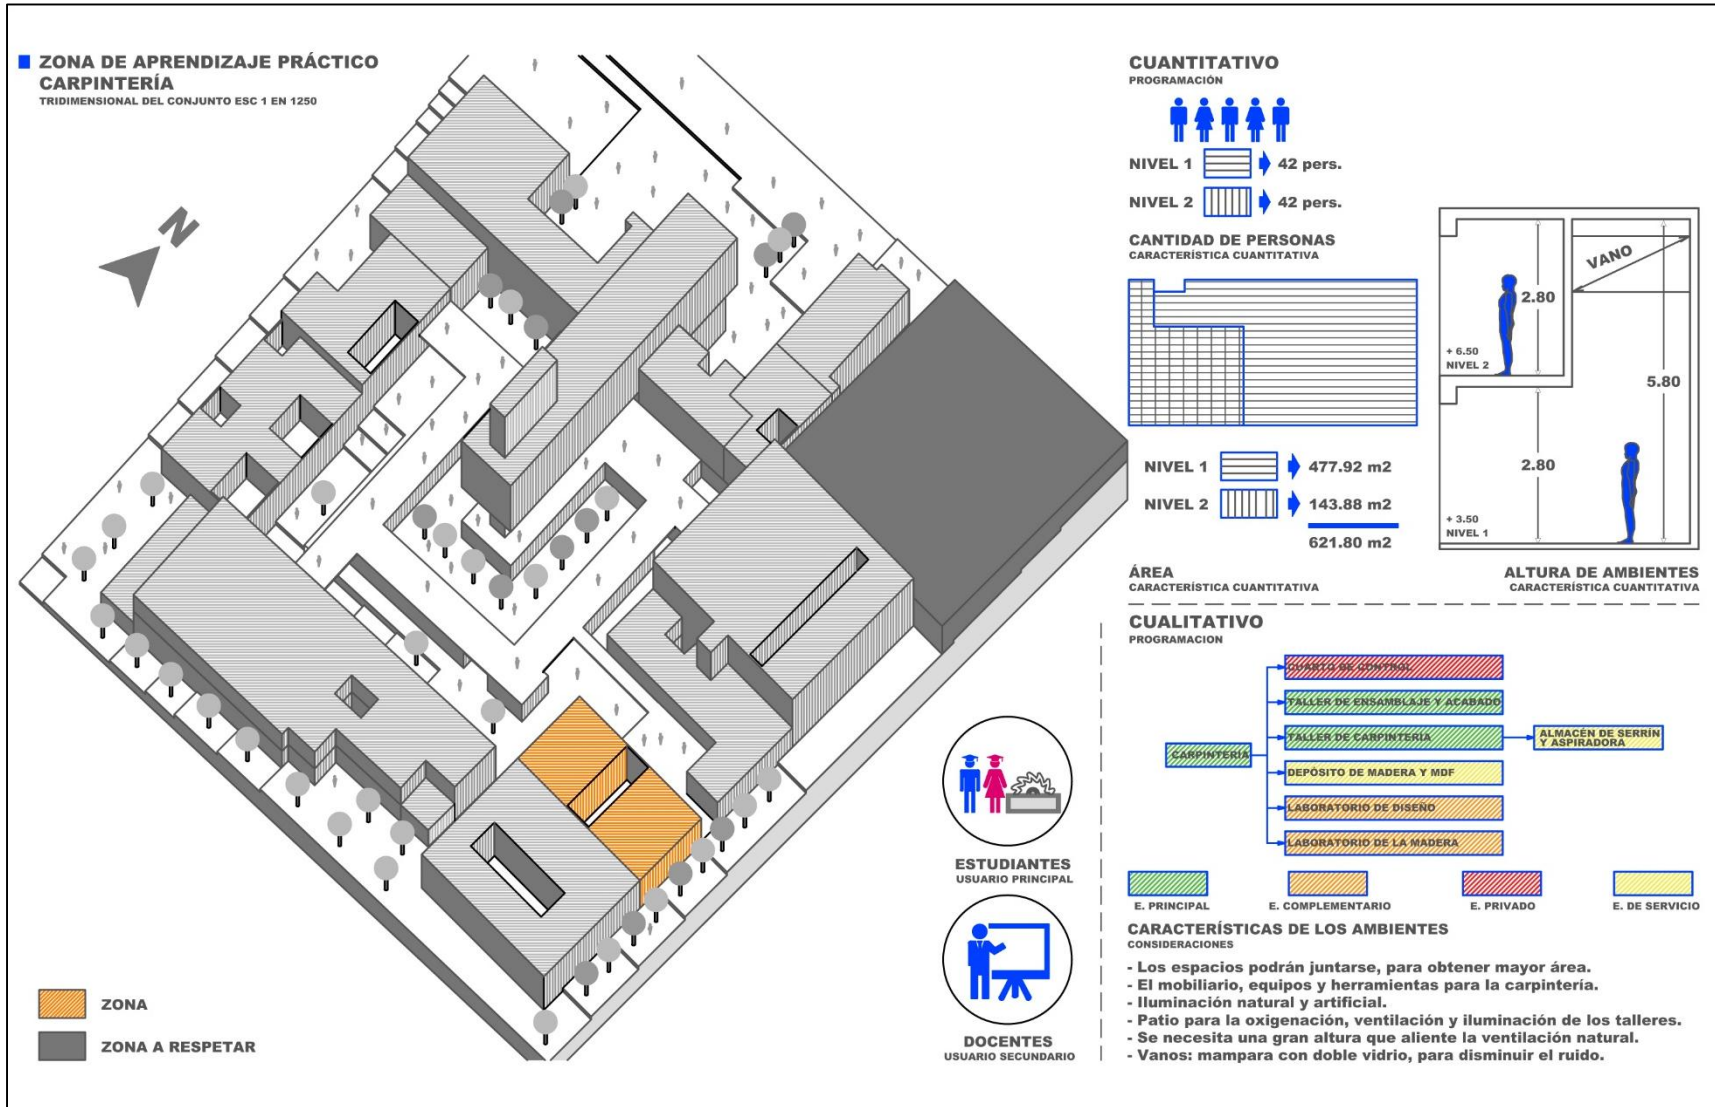 ZONA DE APRENDIZAJE PRÁCTICO
CARPINTERÍA
TRIDIMENSIONAL DEL CONJUNTO ESC 1 EN 1250
N
ZONA
ZONA A RESPETAR
ESTUDIANTES
USUARIO PRINCIPAL
DOCENTES
USUARIO SECUNDARIO
CUANTITATIVO
PROGRAMACIÓN
NIVEL 1 42 pers.
NIVEL 2 42 pers.
CANTIDAD DE PERSONAS
CARACTERÍSTICA CUANTITATIVA
NIVEL 1 477.92 m2
NIVEL 2 143.88 m2
621.80 m2
ÁREA
CARACTERÍSTICA CUANTITATIVA
VANO
2.80
+ 6.50
NIVEL 2
5.80
2.80
+ 3.50
NIVEL 1
ALTURA DE AMBIENTES
CARACTERÍSTICA CUANTITATIVA
CUALITATIVO
PROGRAMACION
CARPINTERÍA
CUARTO DE CONTROL
TALLER DE ENSAMBLAJE Y ACABADO
TALLER DE CARPINTERIA
ALMACÉN DE SERRÍN
Y ASPIRADORA
DEPÓSITO DE MADERA Y MDF
LABORATORIO DE DISEÑO
LABORATORIO DE LA MADERA
E. PRINCIPAL
E. COMPLEMENTARIO
E. PRIVADO
E. DE SERVICIO
CARACTERÍSTICAS DE LOS AMBIENTES
CONSIDERACIONES
- Los espacios podrán juntarse, para obtener mayor área.
- El mobiliario, equipos y herramientas para la carpintería.
- Iluminación natural y artificial.
- Patio para la oxigenación, ventilación y iluminación de los talleres.
- Se necesita una gran altura que aliente la ventilación natural.
- Vanos: mampara con doble vidrio, para disminuir el ruido.